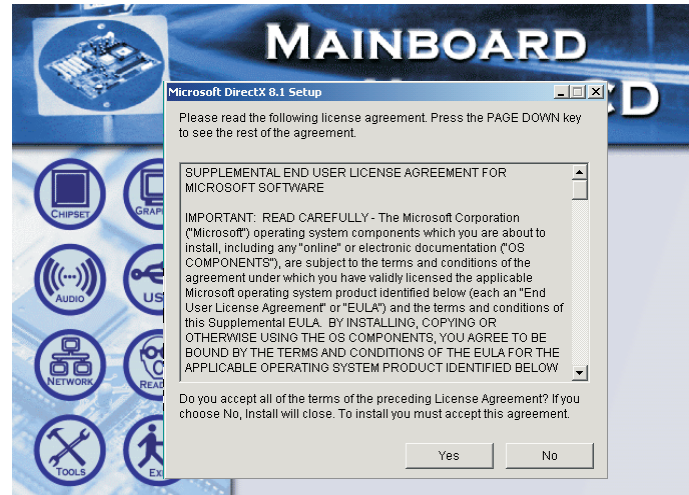 MAINBOARD
CD
Microsoft DirectX 8.1 Setup
Please read the following license agreement. Press the PAGE DOWN key
to see the rest of the agreement.
SUPPLEMENTAL END USER LICENSE AGREEMENT FOR
MICROSOFT SOFTWARE
IMPORTANT: READ CAREFULLY - The Microsoft Corporation
("Microsoft") operating system components which you are about to
install, including any "online" or electronic documentation ("OS
COMPONENTS"), are subject to the terms and conditions of the
agreement under which you have validly licensed the applicable
Microsoft operating system product identified below (each an "End
User License Agreement" or "EULA") and the terms and conditions of
this Supplemental EULA. BY INSTALLING, COPYING OR
OTHERWISE USING THE OS COMPONENTS, YOU AGREE TO BE
BOUND BY THE TERMS AND CONDITIONS OF THE EULA FOR THE
APPLICABLE OPERATING SYSTEM PRODUCT IDENTIFIED BELOW
Do you accept all of the terms of the preceding License Agreement? If you
choose No, Install will close. To install you must accept this agreement.
Yes
No
CHIPSET
GRAPH
AUDIO
US
NETWORK
READ
TOOLS
EXI